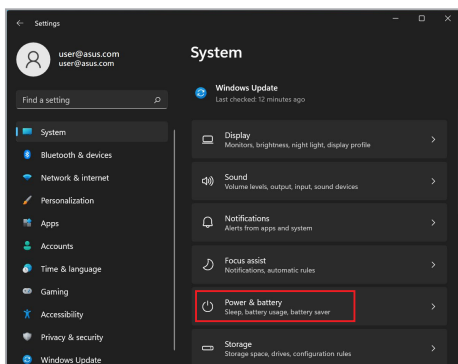 Settings
user@asus.com
user@asus.com
Find a setting
System
Bluetooth & devices
Network & internet
Personalization
Apps
Accounts
Time & language
Gaming
Accessibility
Privacy & security
Windows Update
System
Windows Update
Last checked: 12 minutes ago
Display
Monitors, brightness, night light, display profile
Sound
Volume levels, output, input, sound devices
Notifications
Alerts from apps and system
Focus assist
Notifications, automatic rules
Power & battery
Sleep, battery usage, battery saver
Storage
Storage space, drives, configuration rules